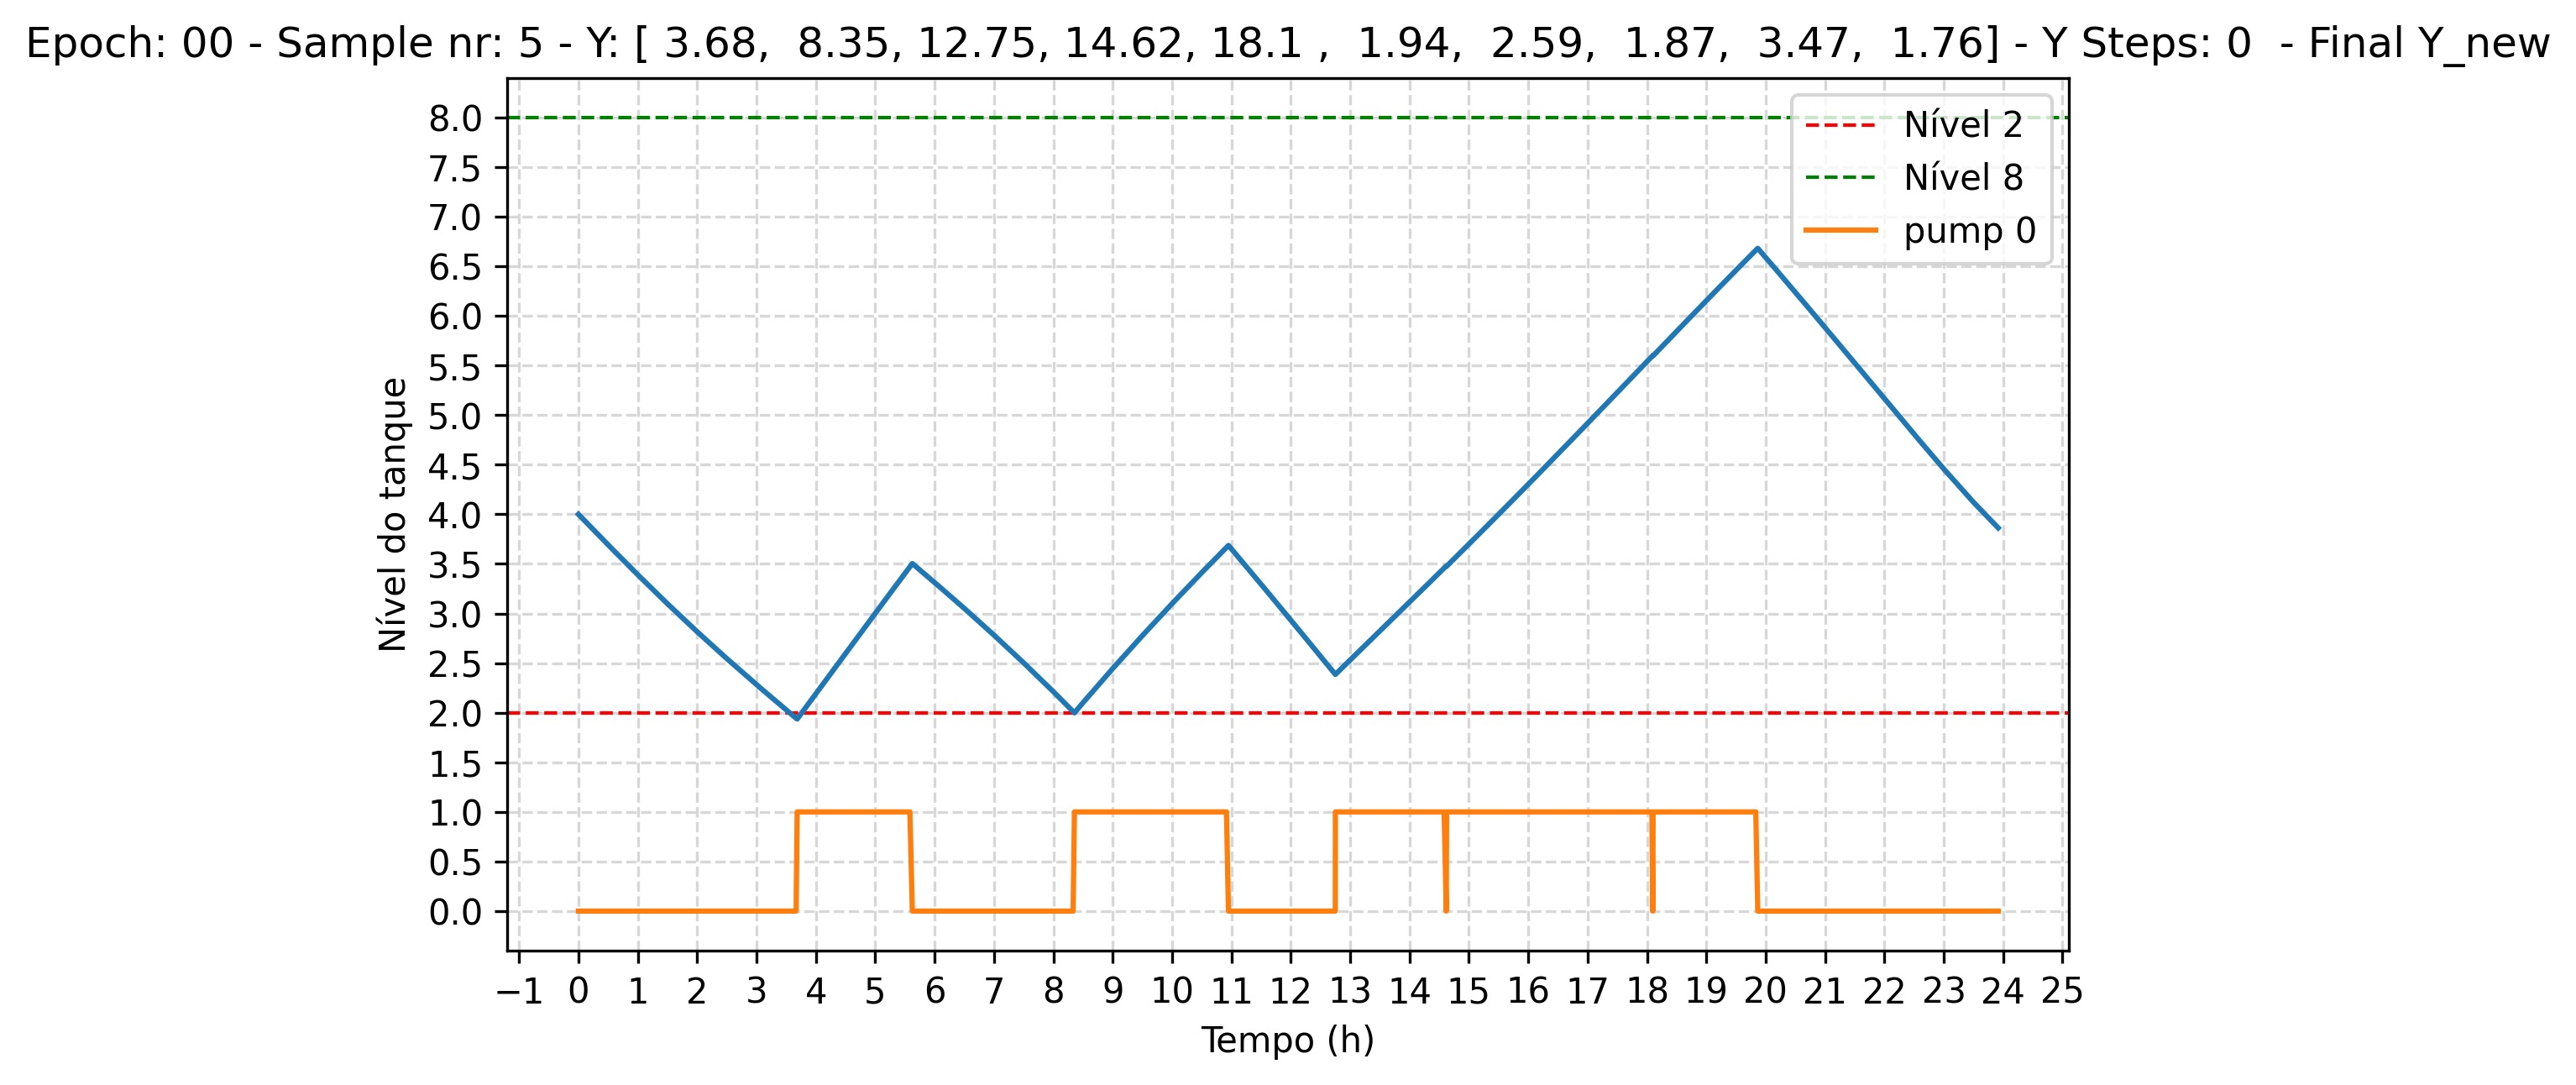 Epoch: 00 - Sample nr: 5 - Y: [ 3.68,  8.35, 12.75, 14.62, 18.1 ,  1.94,  2.59,  1.87,  3.47,  1.76] - Y Steps: 0  - Final Y_new
Nível 2
Nível 8
pump 0
Nível do tanque
8.0
7.5
7.0
6.5
6.0
5.5
5.0
4.5
4.0
3.5
3.0
2.5
2.0
1.5
1.0
0.5
0.0
−1 0 1 2 3 4 5 6 7 8 9 10 11 12 13 14 15 16 17 18 19 20 21 22 23 24 25
Tempo (h)